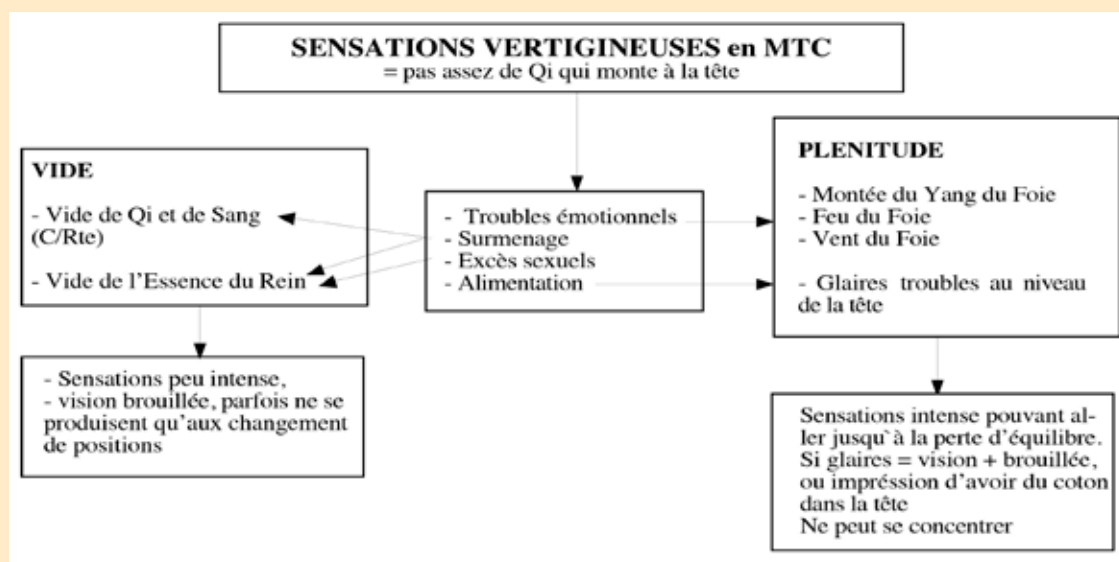 SENSATIONS VERTIGINEUSES en MTC
= pas assez de Qi qui monte à la tête
VIDE
- Vide de Qi et de Sang
(C/Rte)
- Vide de l'Essence du Rein
- Troubles émotionnels
- Surmenage
- Excès sexuels
- Alimentation
PLENITUDE
- Montée du Yang du Foie
- Feu du Foie
- Vent du Foie
- Glaires troubles au niveau
de la tête
- Sensations peu intense,
- vision brouillée, parfois ne se
produisent qu'aux changement
de positions
Sensations intense pouvant al-
ler jusqu`à la perte d'équilibre.
Si glaires = vision + brouillée,
ou impréssion d'avoir du coton
dans la tête
Ne peut se concentrer